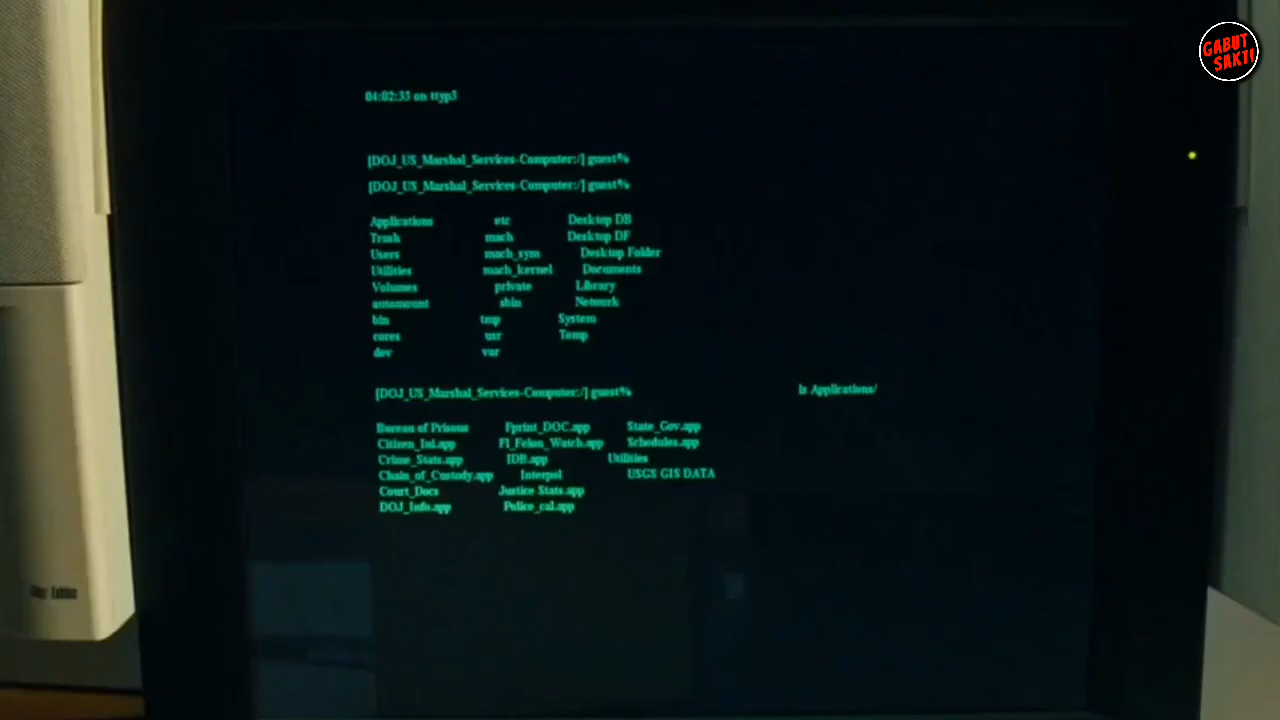 GABUT
SAKTI
04:02:33 on ttyp3
[DOJ_US_Marshal_Services-Computer:/] guest%
[DOJ_US_Marshal_Services-Computer:/] guest%
Applications etc Desktop DB
Trash mach Desktop DF
Users mach_sym Desktop Folder
Utilities mach_kernel Documents
Volumes private Library
automount sbin Network
bin tmp System
cores usr Temp
dev var
[DOJ_US_Marshal_Services-Computer:/] guest% ls Applications/
Bureau of Prisons Fprint_DOC.app State_Gov.app
Citizen_Inl.app Fl_Felon_Watch.app Schedules.app
Crime_Stats.app IDB.app Utilities
Chain_of_Custody.app Interpol USGS GIS DATA
Court_Docs Justice Stats.app
DOJ_Info.app Police_cal.app